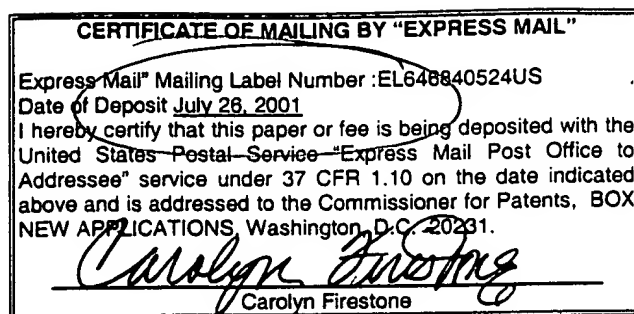 CERTIFICATE OF MAILING BY "EXPRESS MAIL"
Express Mail" Mailing Label Number :EL646840524US
Date of Deposit July 26, 2001
I hereby certify that this paper or fee is being deposited with the
United States Postal Service "Express Mail Post Office to
Addressee" service under 37 CFR 1.10 on the date indicated
above and is addressed to the Commissioner for Patents, BOX
NEW APPLICATIONS, Washington, D.C. 20231.
Carolyn Firestone
Carolyn Firestone